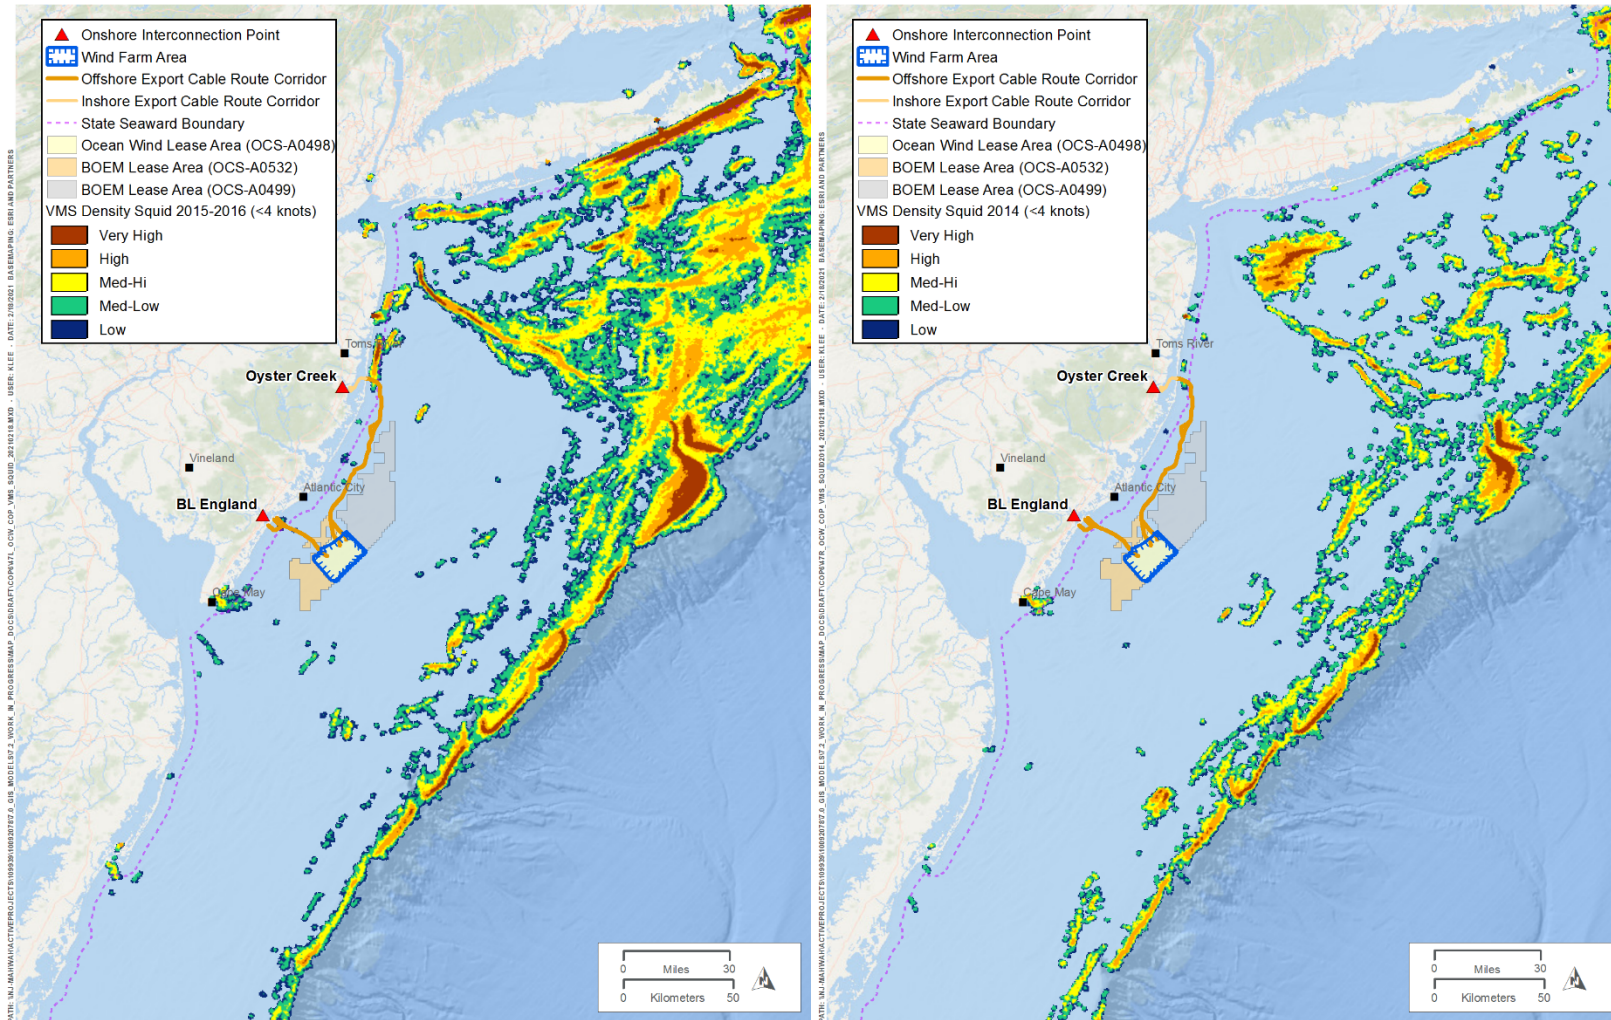 Onshore Interconnection Point
Wind Farm Area
Offshore Export Cable Route Corridor
Inshore Export Cable Route Corridor
State Seaward Boundary
Ocean Wind Lease Area (OCS-A0498)
BOEM Lease Area (OCS-A0532)
BOEM Lease Area (OCS-A0499)
VMS Density Squid 2015-2016 (<4 knots)
Very High
High
Med-Hi
Med-Low
Low
Toms
Oyster Creek
Vineland
Atlantic City
BL England
Cape May
0 Miles 30
0 Kilometers 50
N
Onshore Interconnection Point
Wind Farm Area
Offshore Export Cable Route Corridor
Inshore Export Cable Route Corridor
State Seaward Boundary
Ocean Wind Lease Area (OCS-A0498)
BOEM Lease Area (OCS-A0532)
BOEM Lease Area (OCS-A0499)
VMS Density Squid 2014 (<4 knots)
Very High
High
Med-Hi
Med-Low
Low
Toms River
Oyster Creek
Vineland
Atlantic City
BL England
Cape May
0 Miles 30
0 Kilometers 50
N